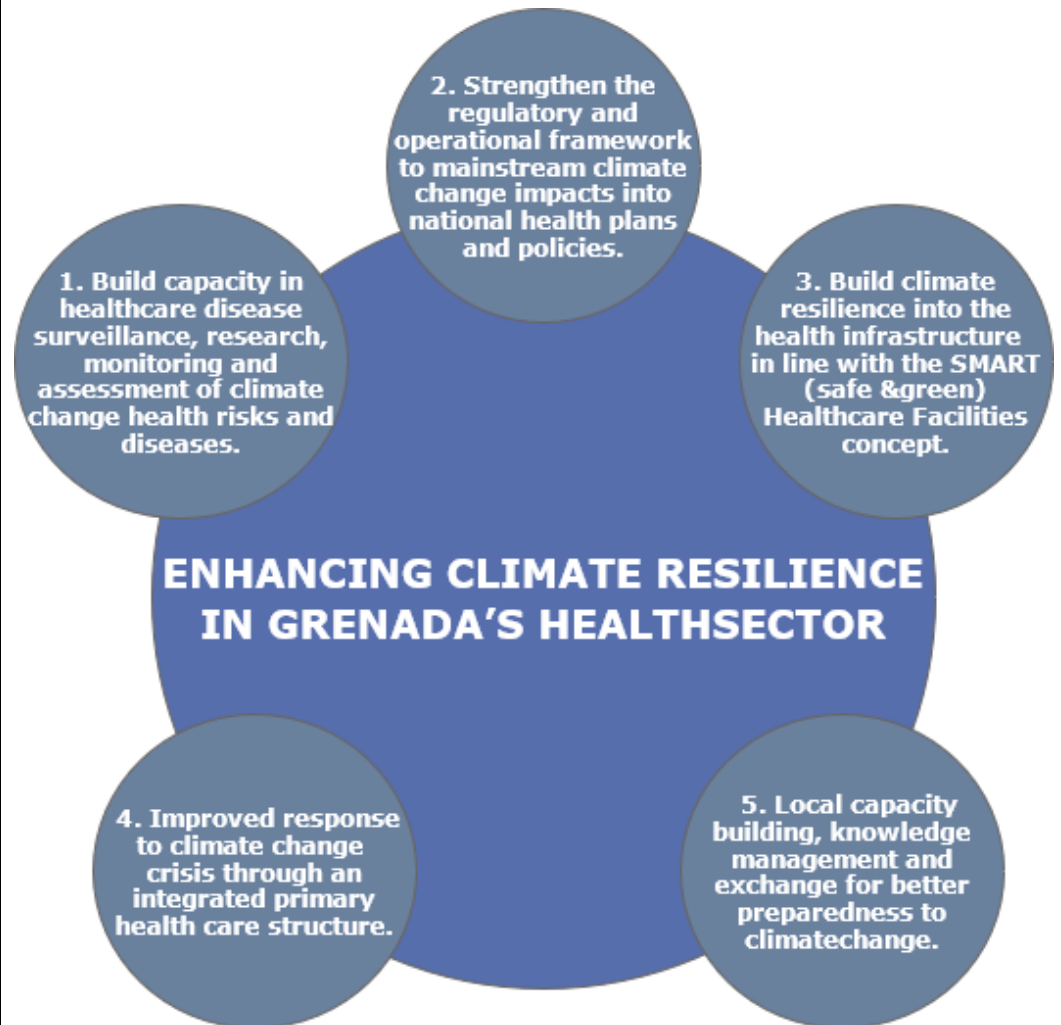 2. Strengthen the
regulatory and
operational framework
to mainstream climate
change impacts into
national health plans
and policies.
1. Build capacity in
healthcare disease
surveillance, research,
monitoring and
assessment of climate
change health risks and
diseases.
3. Build climate
resilience into the
health infrastructure
in line with the SMART
(safe &green)
Healthcare Facilities
concept.
ENHANCING CLIMATE RESILIENCE
IN GRENADA’S HEALTHSECTOR
4. Improved response
to climate change
crisis through an
integrated primary
health care structure.
5. Local capacity
building, knowledge
management and
exchange for better
preparedness to
climatechange.